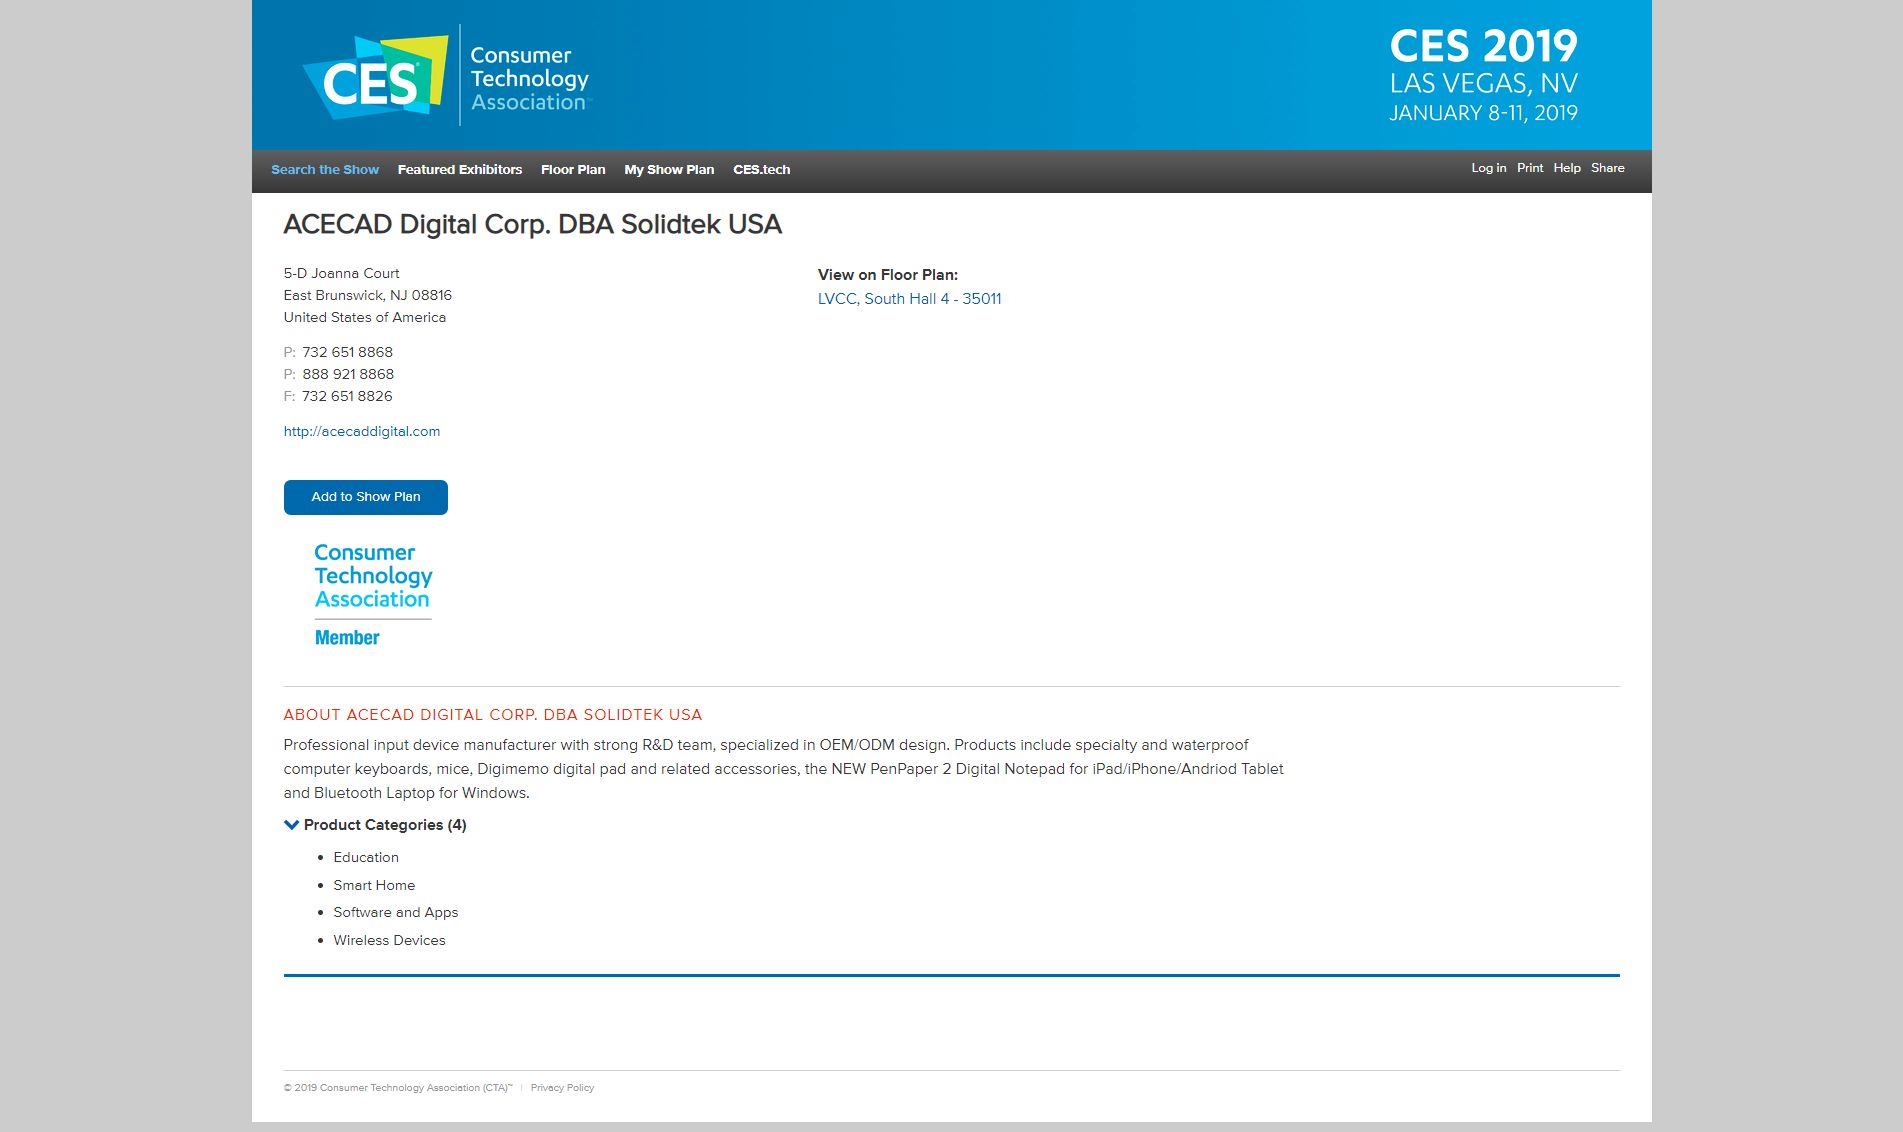 CES Consumer
Technology
Association™
CES 2019
LAS VEGAS, NV
JANUARY 8-11, 2019
Search the Show Featured Exhibitors Floor Plan My Show Plan CES.tech
Log in Print Help Share
ACECAD Digital Corp. DBA Solidtek USA
5-D Joanna Court
East Brunswick, NJ 08816
United States of America
P: 732 651 8868
P: 888 921 8868
F: 732 651 8826
http://acecaddigital.com
View on Floor Plan:
LVCC, South Hall 4 - 35011
Add to Show Plan
Consumer
Technology
Association
Member
ABOUT ACECAD DIGITAL CORP. DBA SOLIDTEK USA
Professional input device manufacturer with strong R&D team, specialized in OEM/ODM design. Products include specialty and waterproof
computer keyboards, mice, Digimemo digital pad and related accessories, the NEW PenPaper 2 Digital Notepad for iPad/iPhone/Andriod Tablet
and Bluetooth Laptop for Windows.
Product Categories (4)
• Education
• Smart Home
• Software and Apps
• Wireless Devices
© 2019 Consumer Technology Association (CTA)™ | Privacy Policy